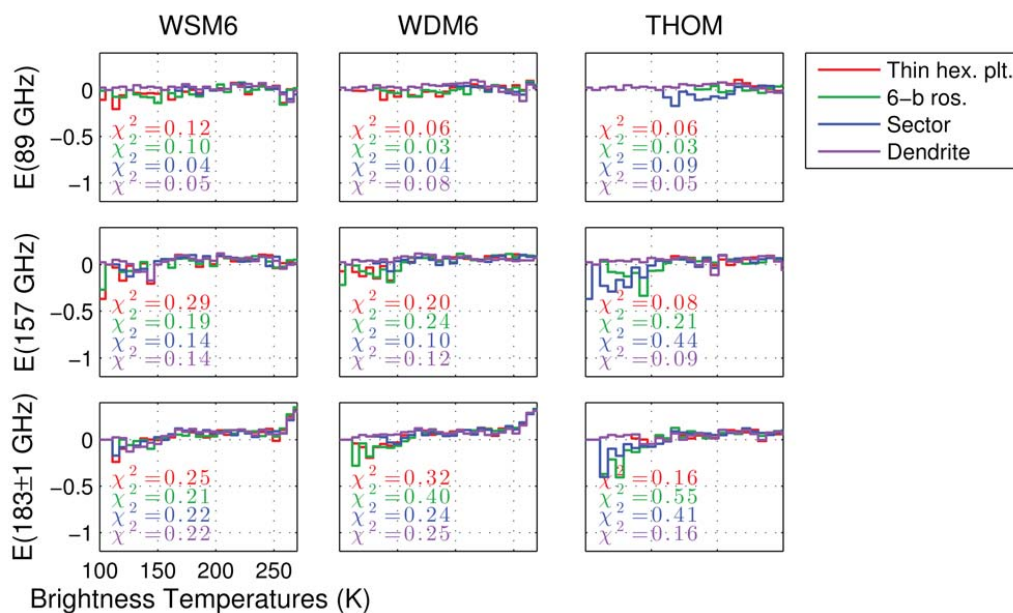 WSM6 WDM6 THOM
Thin hex. plt.
6−b ros.
Sector
Dendrite
E(89 GHz)
0
−0.5
−1
χ² =0.12
χ² =0.10
χ² =0.04
χ² =0.05
χ² =0.06
χ² =0.03
χ² =0.04
χ² =0.08
χ² =0.06
χ² =0.03
χ² =0.09
χ² =0.05
E(157 GHz)
0
−0.5
−1
χ² =0.29
χ² =0.19
χ² =0.14
χ² =0.14
χ² =0.20
χ² =0.24
χ² =0.10
χ² =0.12
χ² =0.08
χ² =0.21
χ² =0.44
χ² =0.09
E(183±1 GHz)
0
−0.5
−1
χ² =0.25
χ² =0.21
χ² =0.22
χ² =0.22
χ² =0.32
χ² =0.40
χ² =0.24
χ² =0.25
χ² =0.16
χ² =0.55
χ² =0.41
χ² =0.16
100 150 200 250
Brightness Temperatures (K)